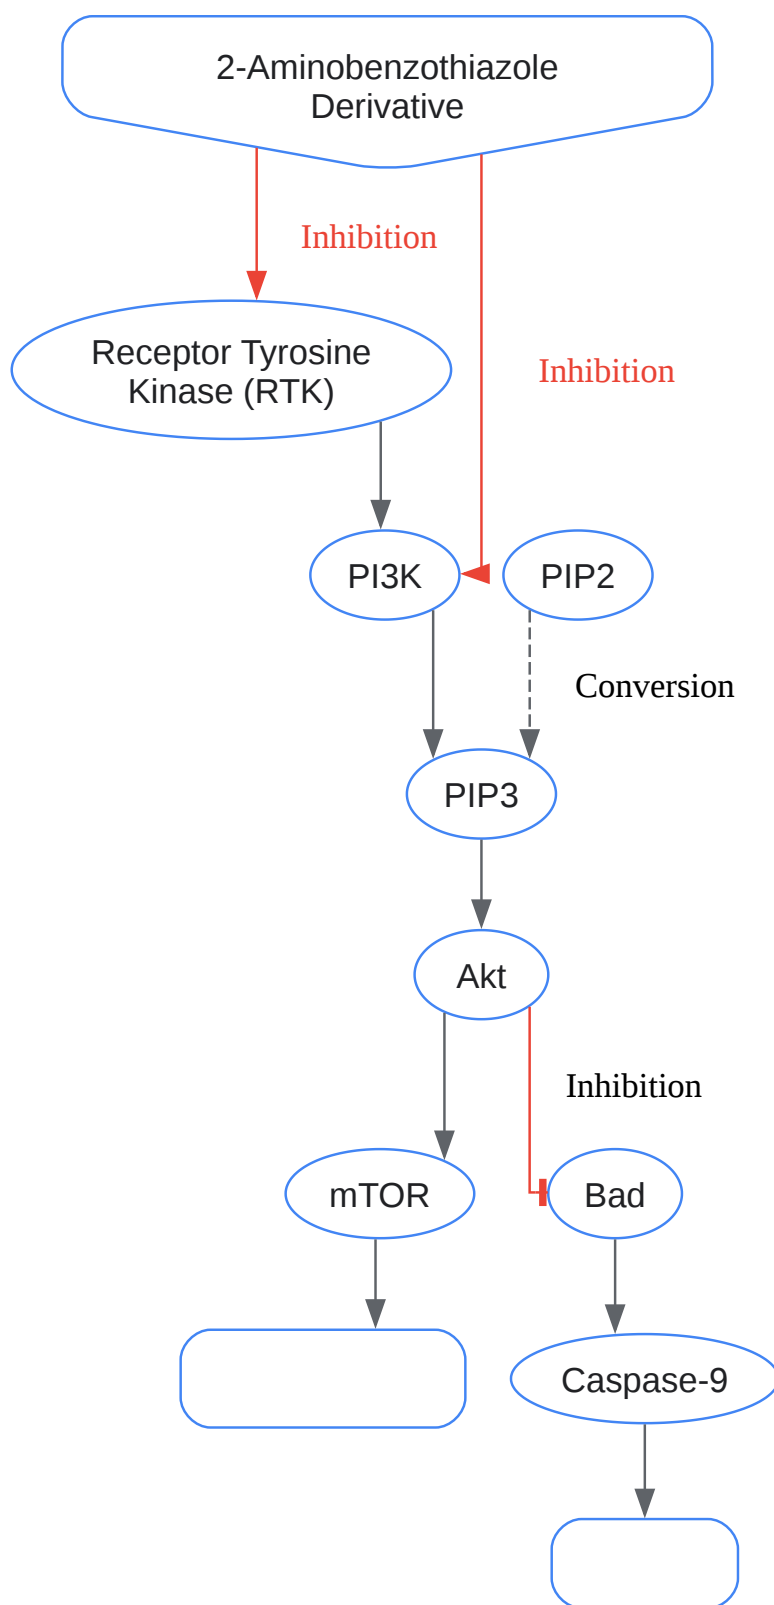 2-Aminobenzothiazole
Derivative
Inhibition
Receptor Tyrosine
Kinase (RTK)
Inhibition
PI3K
PIP2
Conversion
PIP3
Akt
Inhibition
mTOR
Bad
Caspase-9